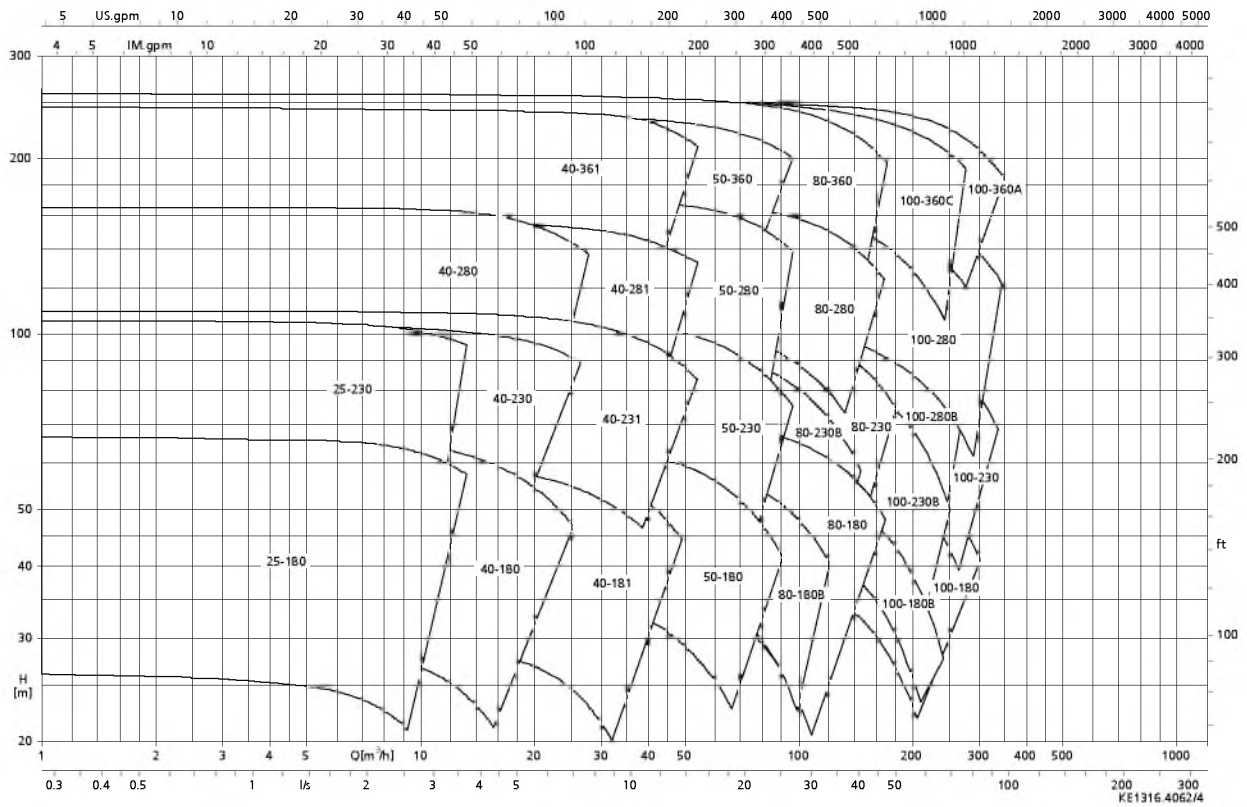 5 US.gpm 10 20 30 40 50 100 200 300 400 500 1000 2000 3000 4000 5000
4 5 IM.gpm 10 20 30 40 50 100 200 300 400 500 1000 2000 3000 4000
300
200
40-361 50-360 80-360 100-360C 100-360A
500
40-280 40-281 50-280 80-280 400
100
100-280
300
25-230 40-230 40-231 50-230 80-230B 80-230 100-280B
200
100-230
100-230B
50
80-180
ft
25-180 40-180 40-181 50-180 80-180B 100-180B 100-180
40
30
100
H
[m]
20
1 2 3 4 5 Q[m³/h] 10 20 30 40 50 100 200 300 400 500 1000
0.3 0.4 0.5 1 l/s 2 3 4 5 10 20 30 40 50 100 200 300
KE1316.4062/4